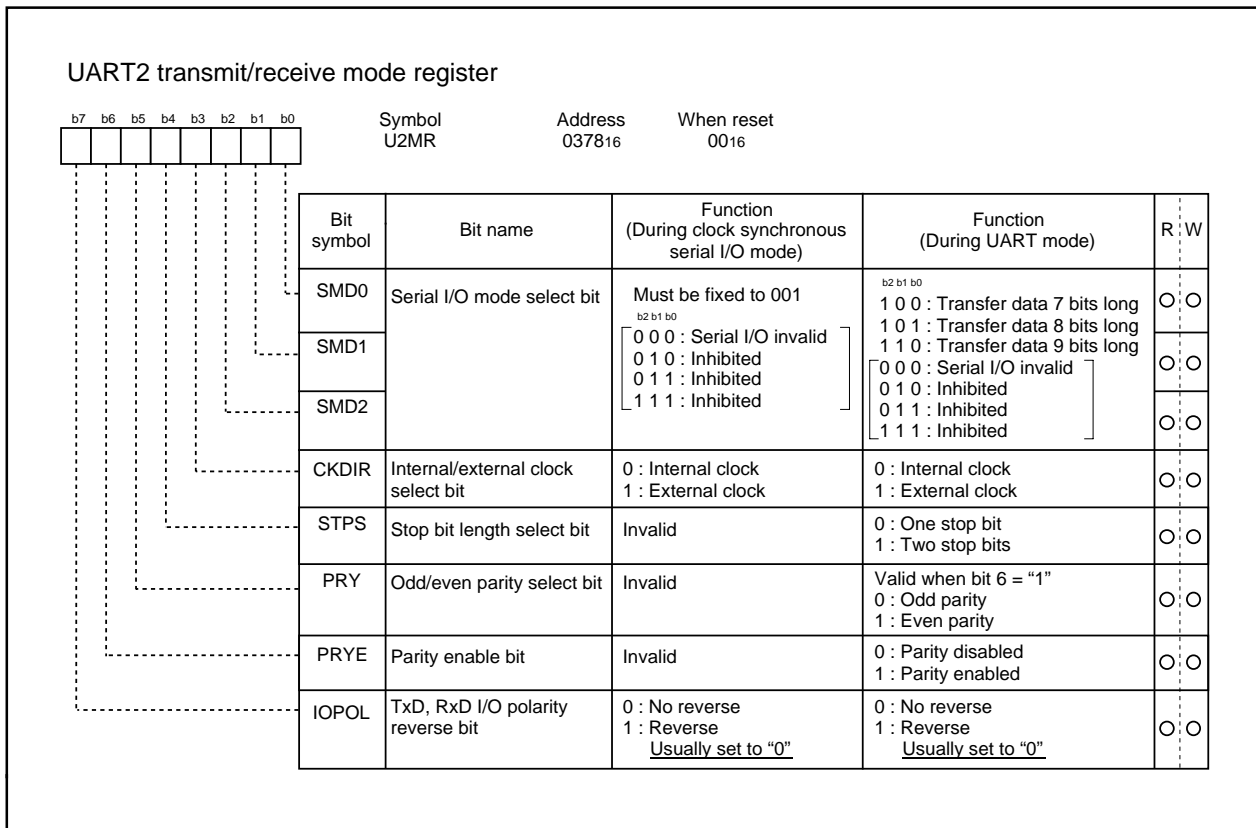 UART2 transmit/receive mode register
b7 b6 b5 b4 b3 b2 b1 b0
Symbol Address When reset
U2MR 037816 0016
Bit symbol
Bit name
Function
(During clock synchronous
serial I/O mode)
Function
(During UART mode)
R W
SMD0
SMD1
SMD2
Serial I/O mode select bit
Must be fixed to 001
b2 b1 b0
0 0 0 : Serial I/O invalid
0 1 0 : Inhibited
0 1 1 : Inhibited
1 1 1 : Inhibited
b2 b1 b0
1 0 0 : Transfer data 7 bits long
1 0 1 : Transfer data 8 bits long
1 1 0 : Transfer data 9 bits long
0 0 0 : Serial I/O invalid
0 1 0 : Inhibited
0 1 1 : Inhibited
1 1 1 : Inhibited
CKDIR
Internal/external clock
select bit
0 : Internal clock
1 : External clock
0 : Internal clock
1 : External clock
STPS
Stop bit length select bit
Invalid
0 : One stop bit
1 : Two stop bits
PRY
Odd/even parity select bit
Invalid
Valid when bit 6 = “1”
0 : Odd parity
1 : Even parity
PRYE
Parity enable bit
Invalid
0 : Parity disabled
1 : Parity enabled
IOPOL
TxD, RxD I/O polarity
reverse bit
0 : No reverse
1 : Reverse
Usually set to “0”
0 : No reverse
1 : Reverse
Usually set to “0”